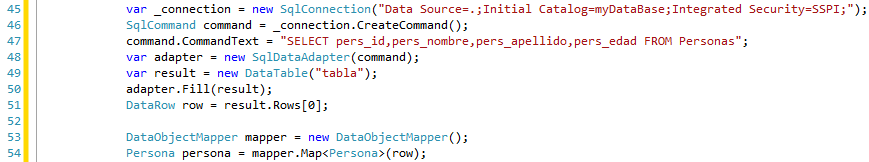 45 var _connection = new SqlConnection("Data Source=.;Initial Catalog=myDataBase;Integrated Security=SSPI;");
46 SqlCommand command = _connection.CreateCommand();
47 command.CommandText = "SELECT pers_id,pers_nombre,pers_apellido,pers_edad FROM Personas";
48 var adapter = new SqlDataAdapter(command);
49 var result = new DataTable("tabla");
50 adapter.Fill(result);
51 DataRow row = result.Rows[0];
52
53 DataObjectMapper mapper = new DataObjectMapper();
54 Persona persona = mapper.Map<Persona>(row);